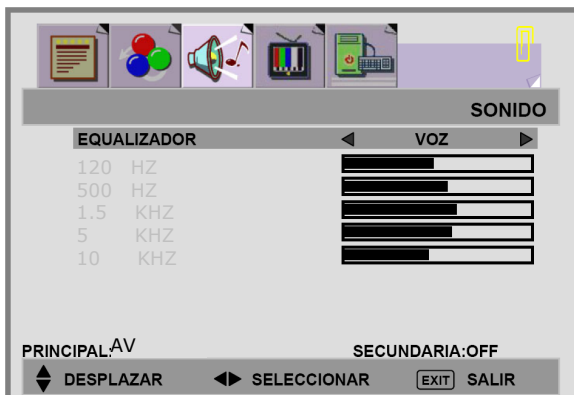 SONIDO
EQUALIZADOR VOZ
120 HZ
500 HZ
1.5 KHZ
5 KHZ
10 KHZ
PRINCIPAL:AV SECUNDARIA:OFF
DESPLAZAR SELECCIONAR EXIT SALIR